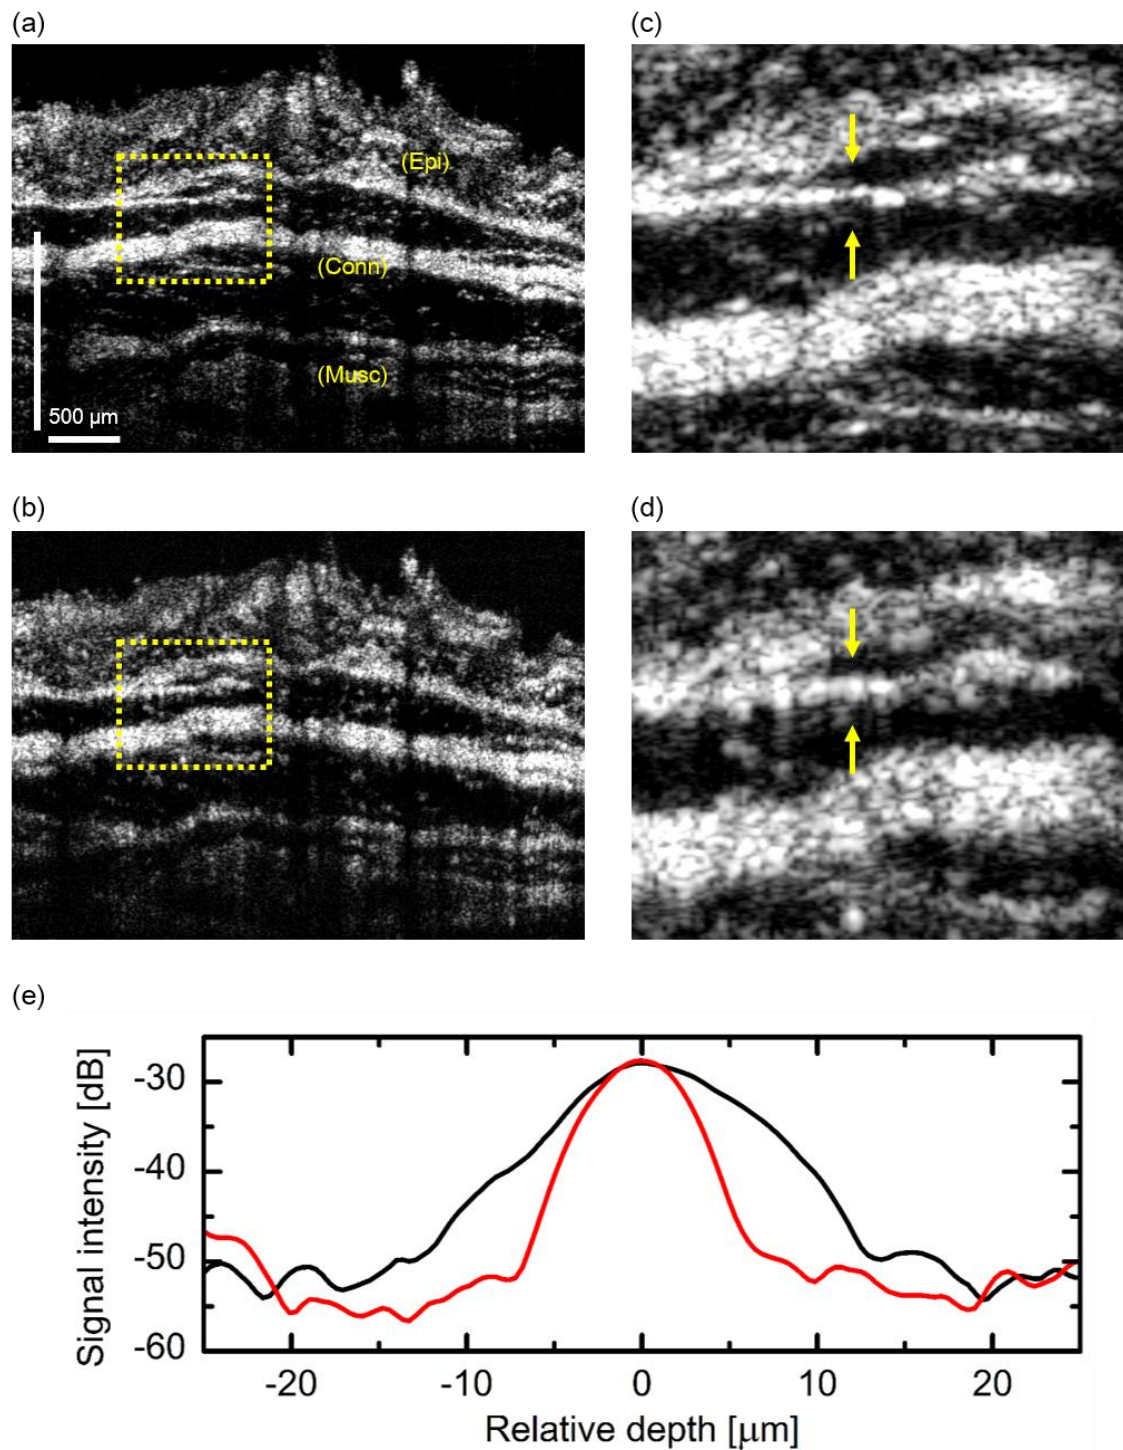 (a)
(c)
(Epi)
(Conn)
(Musc)
500 µm
(b)
(d)
(e)
Signal intensity [dB]
-30
-40
-50
-60
-20
-10
0
10
20
Relative depth [µm]